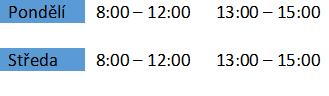 Pondělí 8:00 – 12:00 13:00 – 15:00
Středa 8:00 – 12:00 13:00 – 15:00